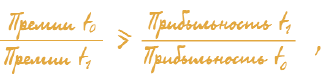 Премии t₀ / Премии t₁ ⩾ Прибыльность t₁ / Прибыльность t₀ ,